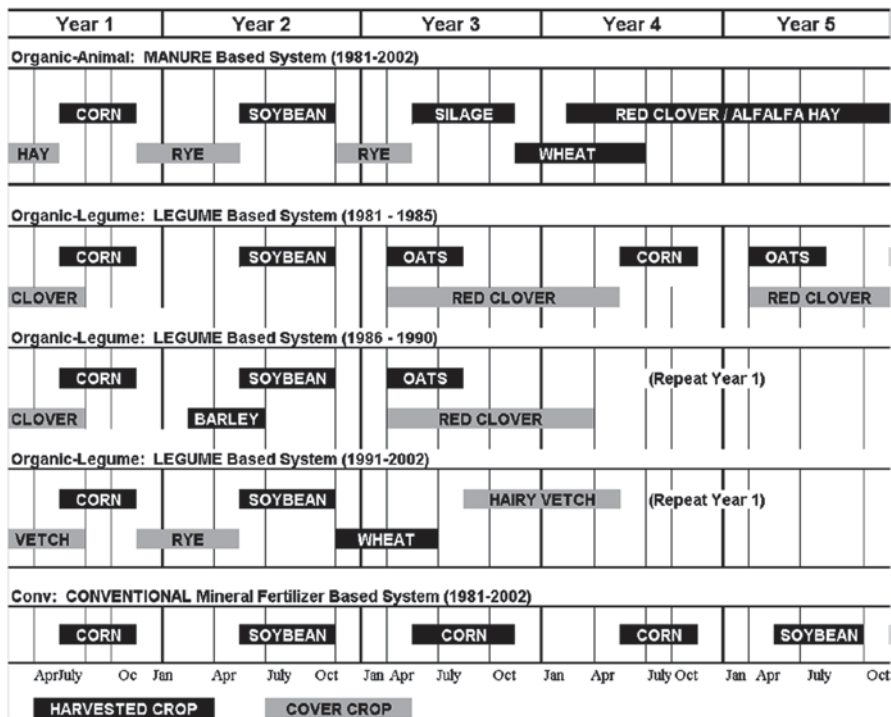 Year 1 Year 2 Year 3 Year 4 Year 5
Organic-Animal: MANURE Based System (1981-2002)
CORN SOYBEAN SILAGE RED CLOVER / ALFALFA HAY
HAY RYE RYE WHEAT
Organic-Legume: LEGUME Based System (1981 - 1985)
CORN SOYBEAN OATS CORN OATS
CLOVER RED CLOVER RED CLOVER
Organic-Legume: LEGUME Based System (1986 - 1990)
CORN SOYBEAN OATS (Repeat Year 1)
CLOVER BARLEY RED CLOVER
Organic-Legume: LEGUME Based System (1991-2002)
CORN SOYBEAN HAIRY VETCH (Repeat Year 1)
VETCH RYE WHEAT
Conv: CONVENTIONAL Mineral Fertilizer Based System (1981-2002)
CORN SOYBEAN CORN CORN SOYBEAN
Apr July Oc Jan Apr July Oct Jan Apr July Oct Jan Apr July Oct Jan Apr July Oct
HARVESTED CROP COVER CROP